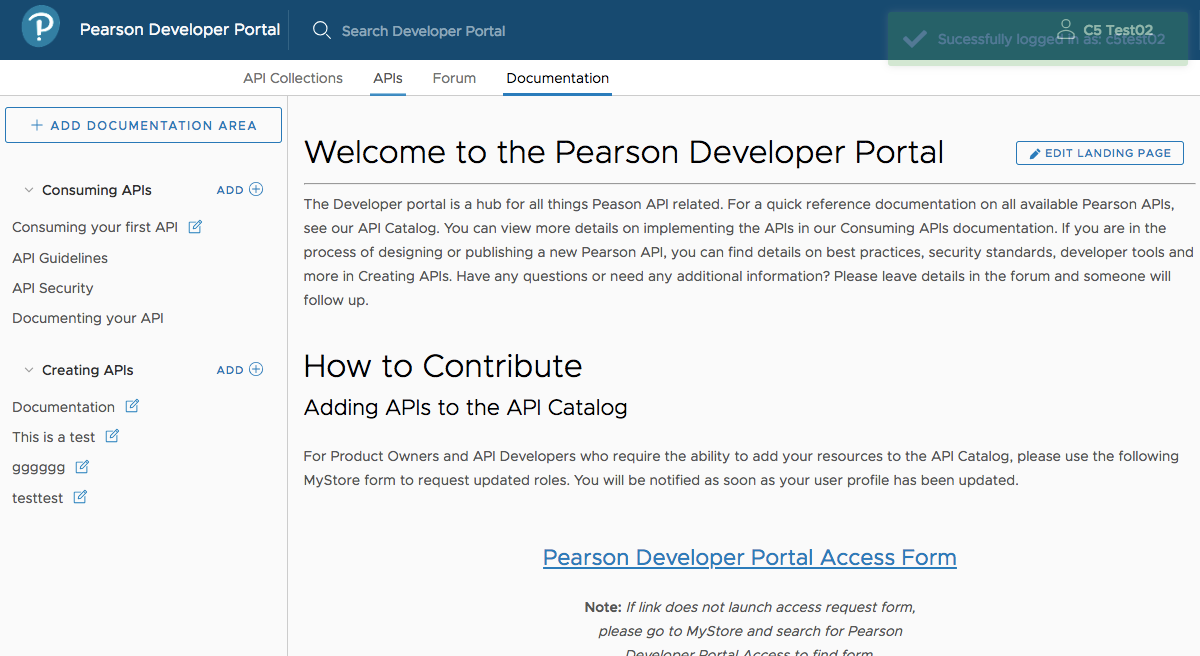 Pearson Developer Portal
Search Developer Portal
C5 Test02
Sucessfully logged in as: c5test02
API Collections
APIs
Forum
Documentation
ADD DOCUMENTATION AREA
Consuming APIs
ADD
Consuming your first API
API Guidelines
API Security
Documenting your API
Creating APIs
ADD
Documentation
This is a test
gggggg
testtest
Welcome to the Pearson Developer Portal
EDIT LANDING PAGE
The Developer portal is a hub for all things Peason API related. For a quick reference documentation on all available Pearson APIs,
see our API Catalog. You can view more details on implementing the APIs in our Consuming APIs documentation. If you are in the
process of designing or publishing a new Pearson API, you can find details on best practices, security standards, developer tools and
more in Creating APIs. Have any questions or need any additional information? Please leave details in the forum and someone will
follow up.
How to Contribute
Adding APIs to the API Catalog
For Product Owners and API Developers who require the ability to add your resources to the API Catalog, please use the following
MyStore form to request updated roles. You will be notified as soon as your user profile has been updated.
Pearson Developer Portal Access Form
Note: If link does not launch access request form,
please go to MyStore and search for Pearson
Developer Portal Access to find form.